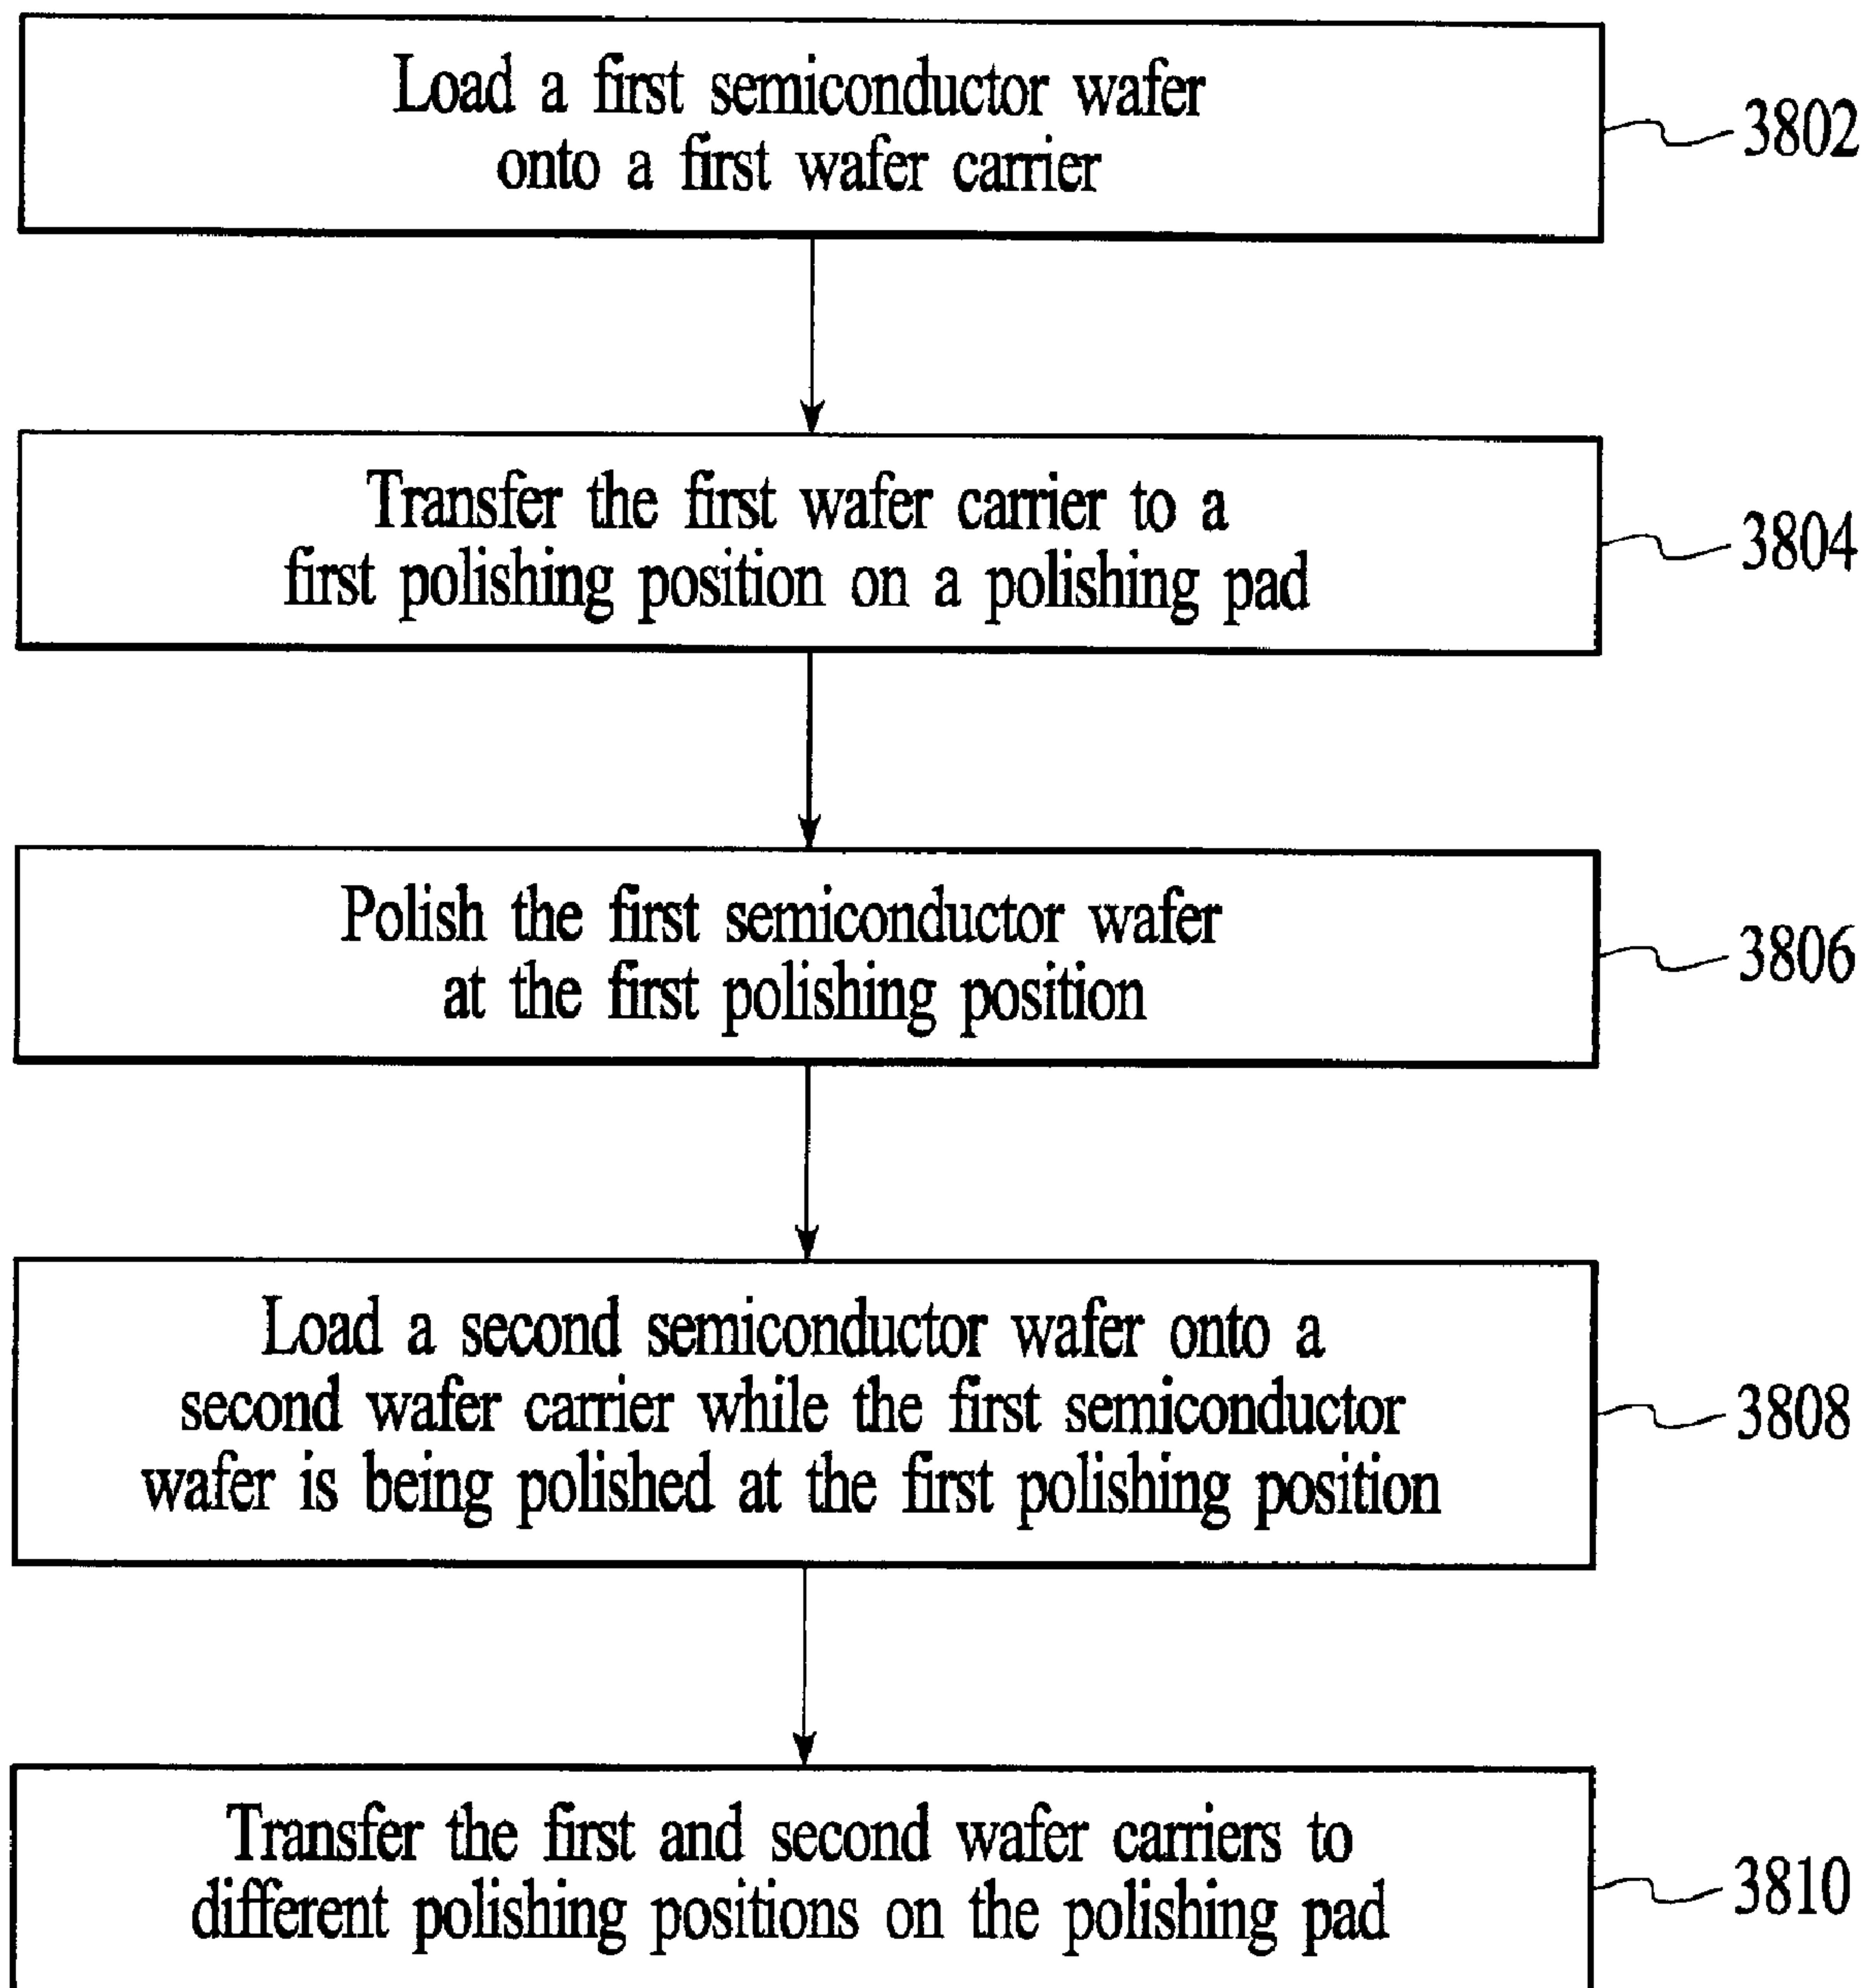 Load a first semiconductor wafer
onto a first wafer carrier
3802
Transfer the first wafer carrier to a
first polishing position on a polishing pad
3804
Polish the first semiconductor wafer
at the first polishing position
3806
Load a second semiconductor wafer onto a
second wafer carrier while the first semiconductor
wafer is being polished at the first polishing position
3808
Transfer the first and second wafer carriers to
different polishing positions on the polishing pad
3810